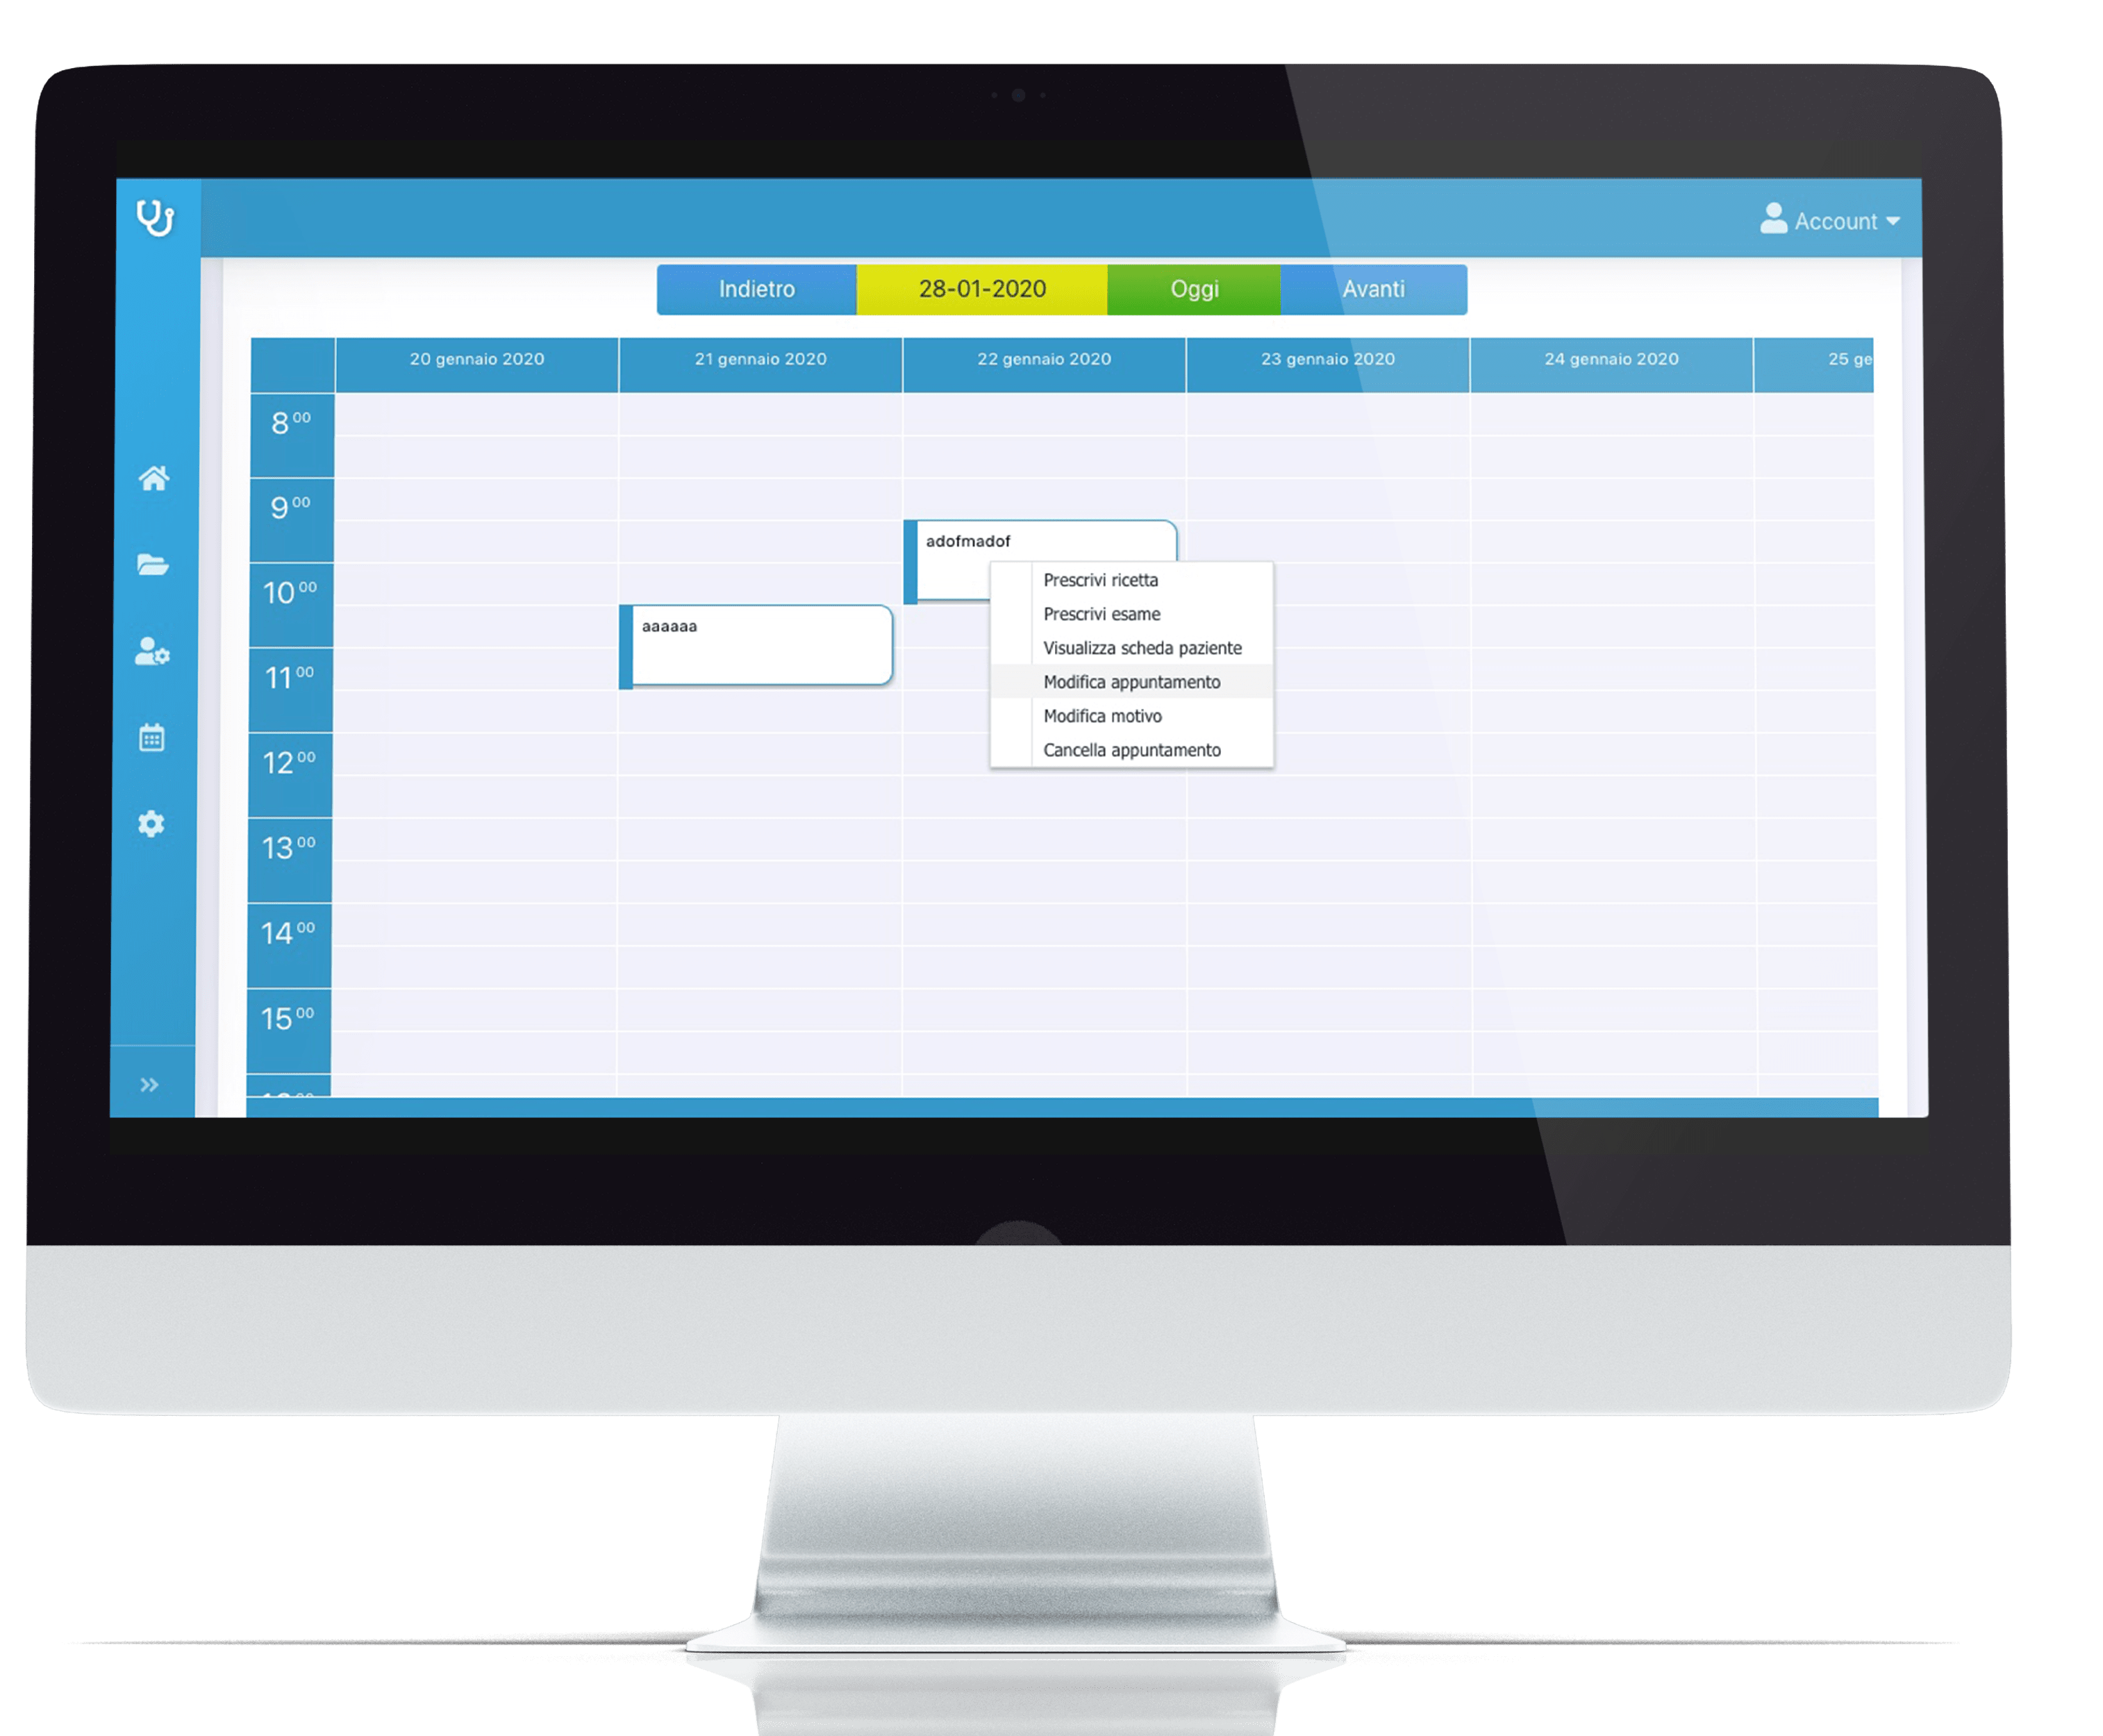 Account
Indietro 28-01-2020 Oggi Avanti
20 gennaio 2020 21 gennaio 2020 22 gennaio 2020 23 gennaio 2020 24 gennaio 2020 25 ge
8 00
9 00
adofmadof
Prescrivi ricetta
10 00
Prescrivi esame
aaaaaa
Visualizza scheda paziente
11 00
Modifica appuntamento
Modifica motivo
Cancella appuntamento
12 00
13 00
14 00
15 00